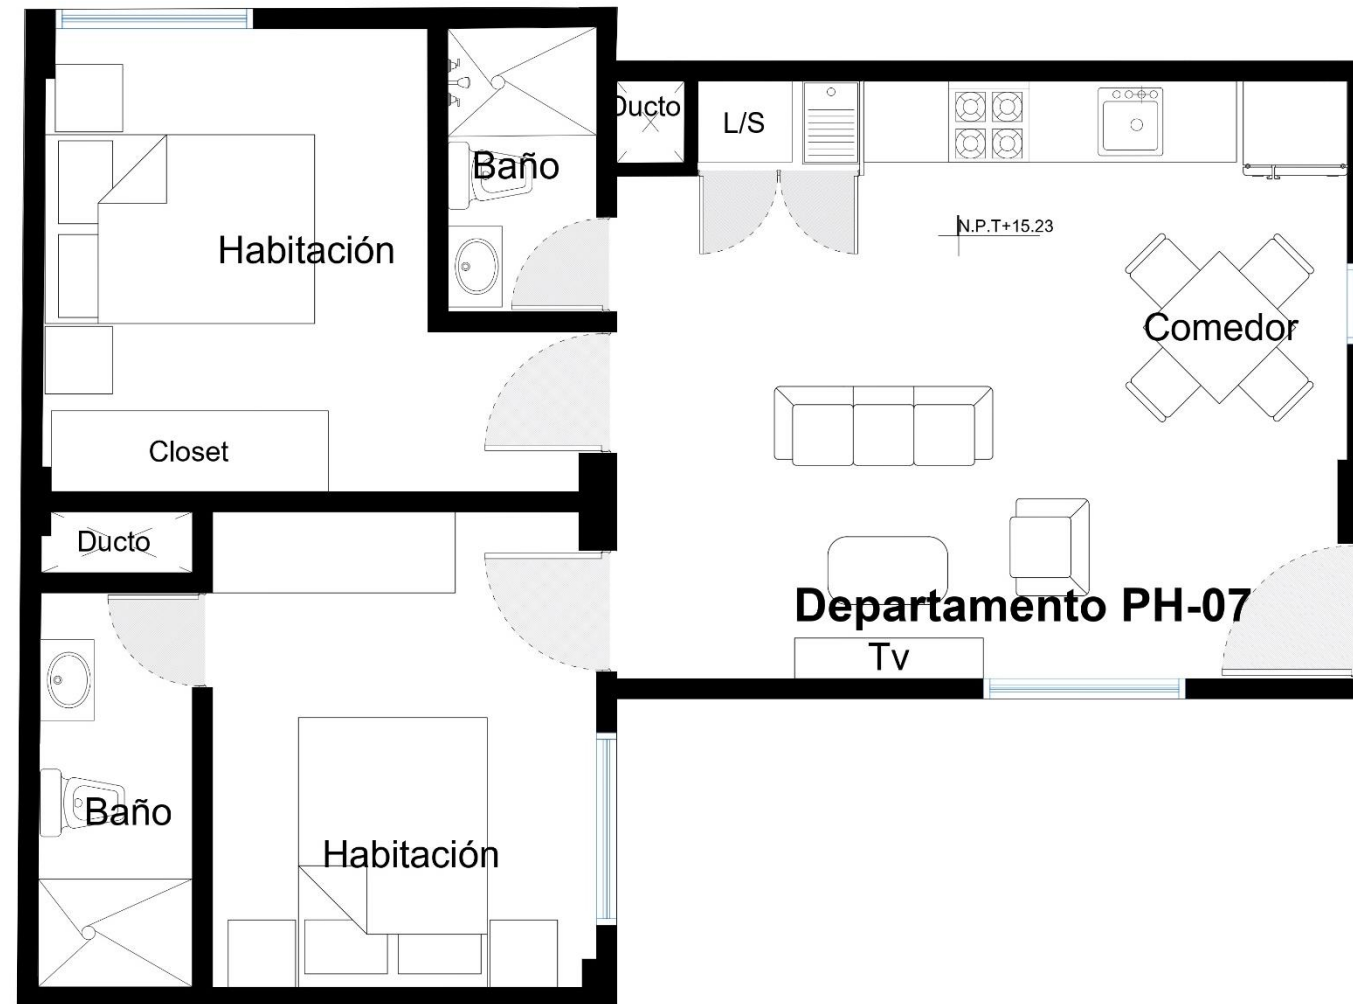 Ducto
L/S
Baño
N.P.T+15.23
Habitación
Comedor
Closet
Ducto
Departamento PH-07
Tv
Baño
Habitación